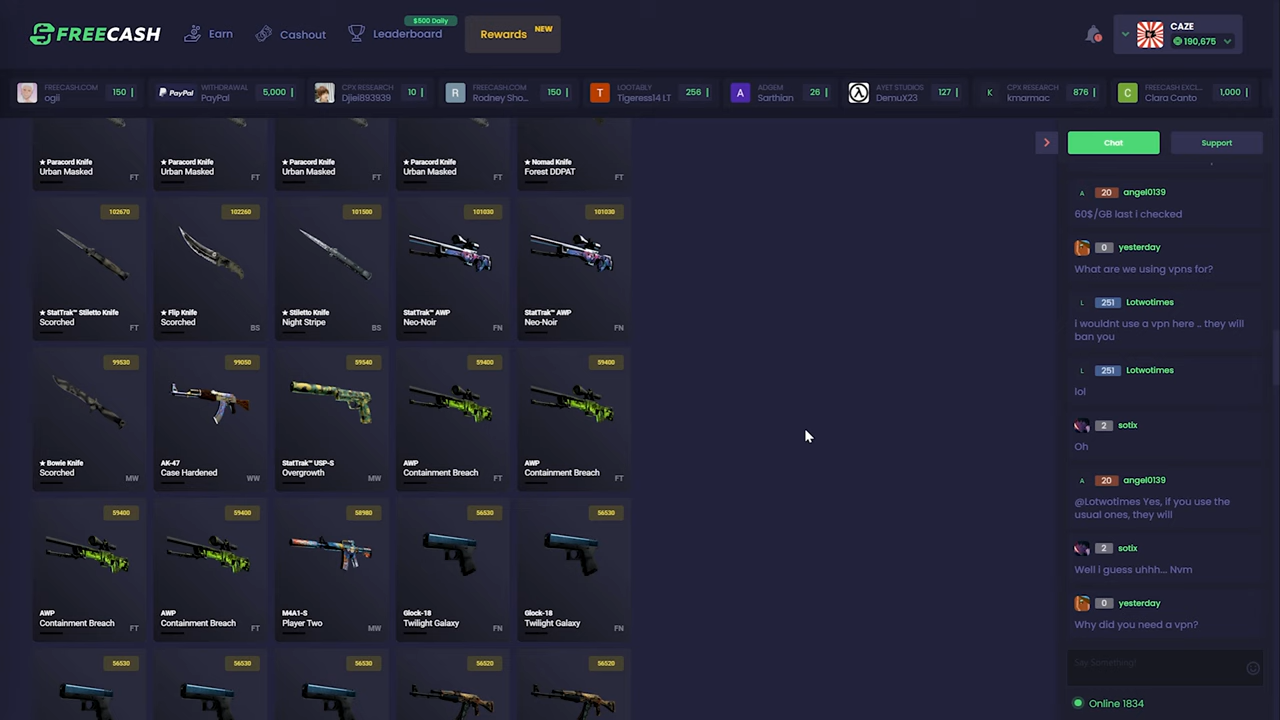 FREECASH
Earn
Cashout
$500 Daily
Leaderboard
Rewards NEW
CAZE
190,675
FREECASH.COM
ogli
150
PayPal
WITHDRAWAL
PayPal
5,000
CPX RESEARCH
Djiel893939
10
R
FREECASH.COM
Rodney Sho...
150
T
LOOTABLY
Tigeress14 LT
256
A
ADGEM
Sarthian
26
AYET STUDIOS
DemuX23
127
K
CPX RESEARCH
kmarmac
876
C
FREECASH EXCL...
Clara Canto
1,000
★ Paracord Knife
Urban Masked
FT
★ Paracord Knife
Urban Masked
FT
★ Paracord Knife
Urban Masked
FT
★ Paracord Knife
Urban Masked
FT
★ Nomad Knife
Forest DDPAT
FT
102670
★ StatTrak™ Stiletto Knife
Scorched
FT
102260
★ Flip Knife
Scorched
BS
101500
★ Stiletto Knife
Night Stripe
BS
101030
StatTrak™ AWP
Neo-Noir
FN
101030
StatTrak™ AWP
Neo-Noir
FN
99530
★ Bowie Knife
Scorched
MW
99050
AK-47
Case Hardened
WW
59540
StatTrak™ USP-S
Overgrowth
MW
59400
AWP
Containment Breach
FT
59400
AWP
Containment Breach
FT
59400
AWP
Containment Breach
FT
59400
AWP
Containment Breach
FT
58980
M4A1-S
Player Two
MW
56530
Glock-18
Twilight Galaxy
FN
56530
Glock-18
Twilight Galaxy
FN
56530
56530
56530
56520
56520
Chat
Support
A 20 angel0139
60$/GB last i checked
0 yesterday
What are we using vpns for?
L 251 Lotwotimes
i wouldnt use a vpn here .. they will
ban you
L 251 Lotwotimes
lol
2 sotix
Oh
A 20 angel0139
@Lotwotimes Yes, if you use the
usual ones, they will
2 sotix
Well i guess uhhh... Nvm
0 yesterday
Why did you need a vpn?
Say Something!
Online 1834